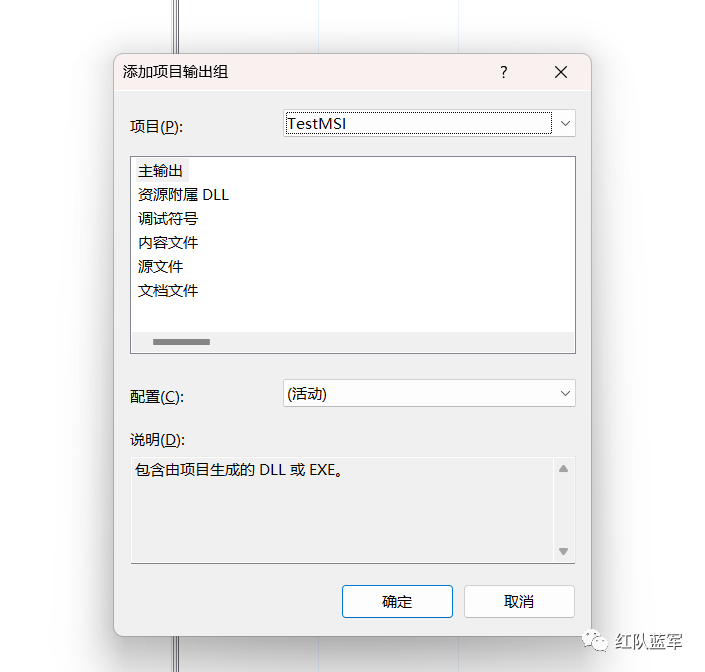 添加项目输出组
项目(P):
TestMSI
主输出
资源附属 DLL
调试符号
内容文件
源文件
文档文件
配置(C):
(活动)
说明(D):
包含由项目生成的 DLL 或 EXE。
确定
取消
红队蓝军